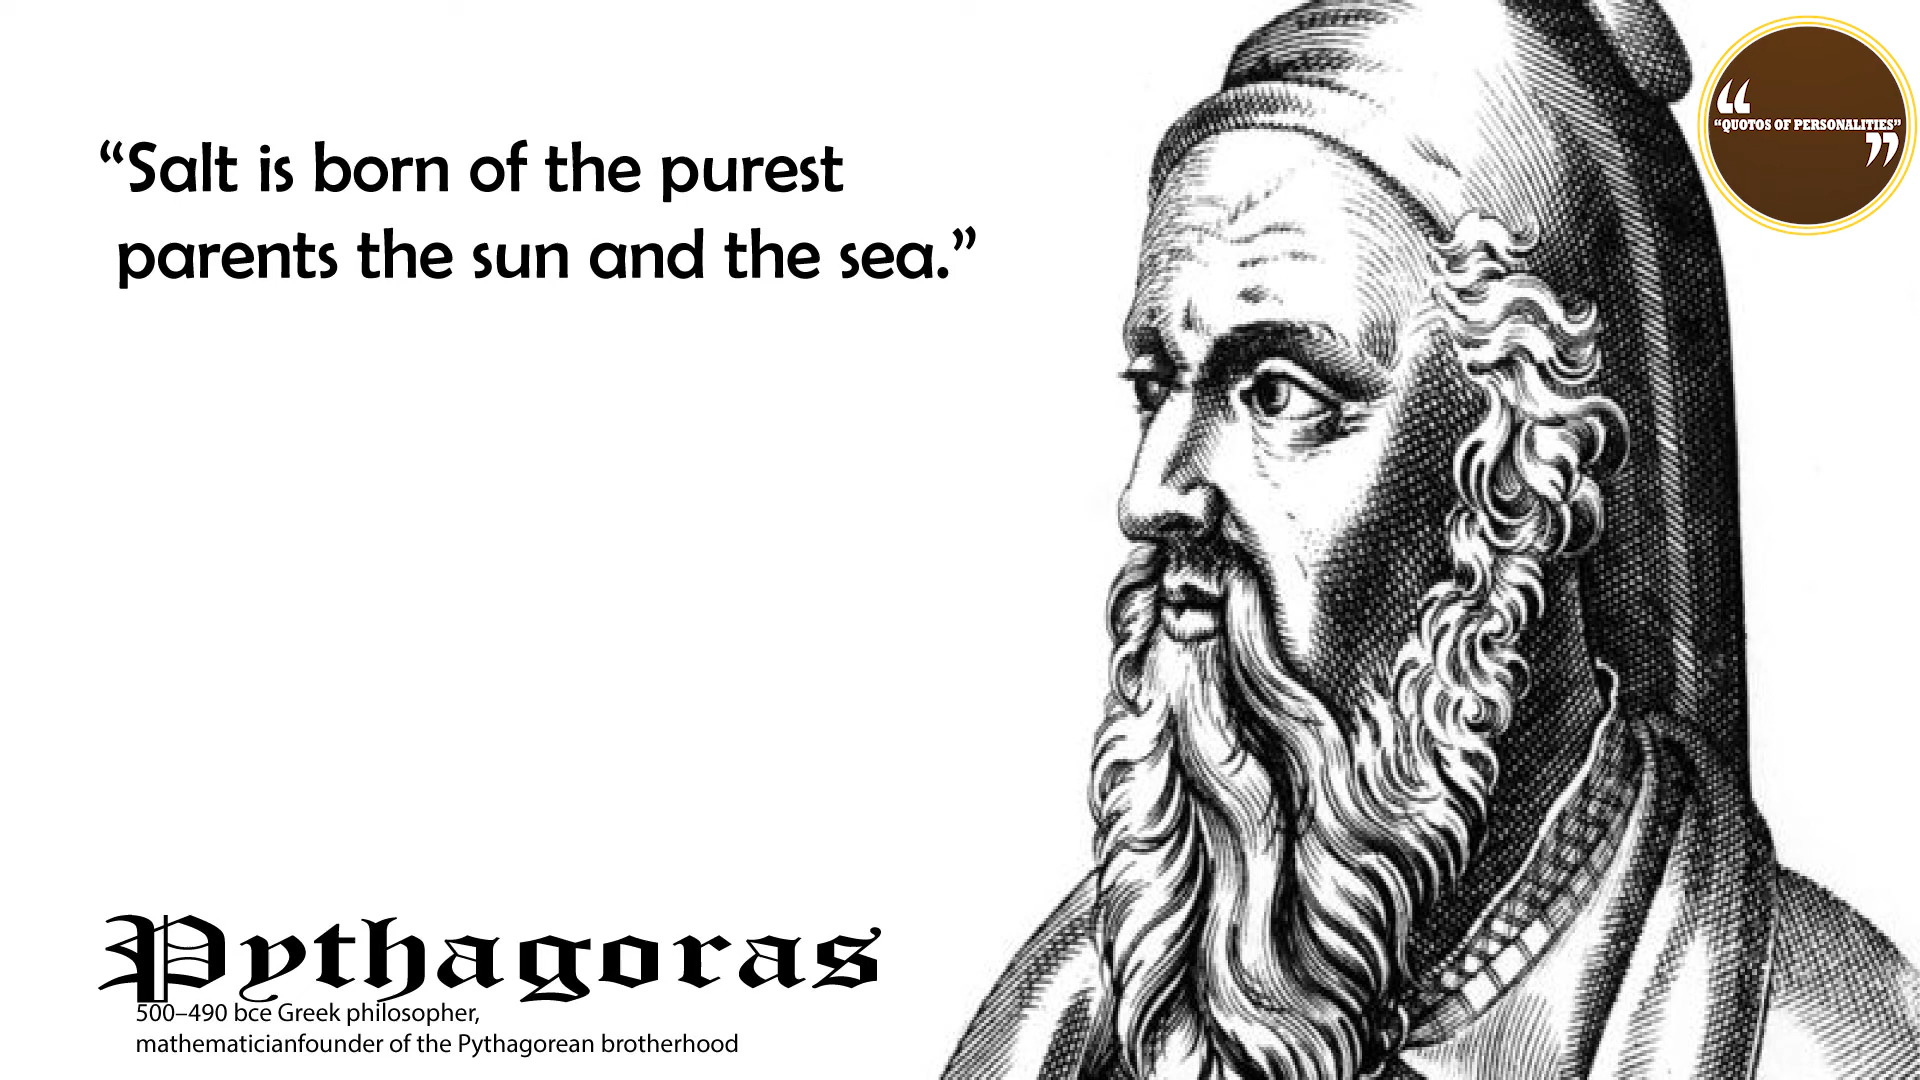 “Salt is born of the purest
parents the sun and the sea.”
“QUOTOS OF PERSONALITIES”
Pythagoras
500–490 bce Greek philosopher,
mathematicianfounder of the Pythagorean brotherhood